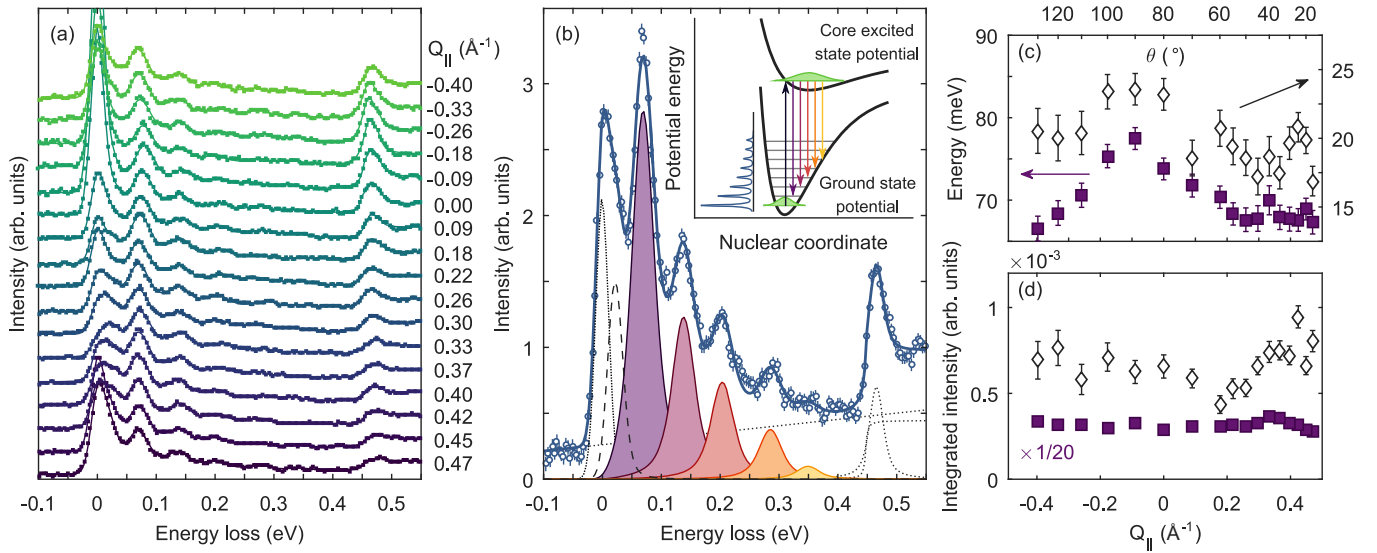 (a)
Q|| (Å-1)
-0.40
-0.33
-0.26
-0.18
-0.09
0.00
0.09
0.18
0.22
0.26
0.30
0.33
0.37
0.40
0.42
0.45
0.47
Intensity (arb. units)
-0.1 0 0.1 0.2 0.3 0.4 0.5
Energy loss (eV)
(b)
3
2
1
0
Intensity (arb. units)
-0.1 0 0.1 0.2 0.3 0.4 0.5
Energy loss (eV)
Core excited
state potential
Potential energy
Ground state
potential
Nuclear coordinate
120 100 80 60 40 20
(c)
θ (°)
90
80
70
Energy (meV)
25
20
15
× 10-3
(d)
1
0.5
0
Integrated intensity (arb. units)
× 1/20
-0.4 -0.2 0 0.2 0.4
Q|| (Å-1)